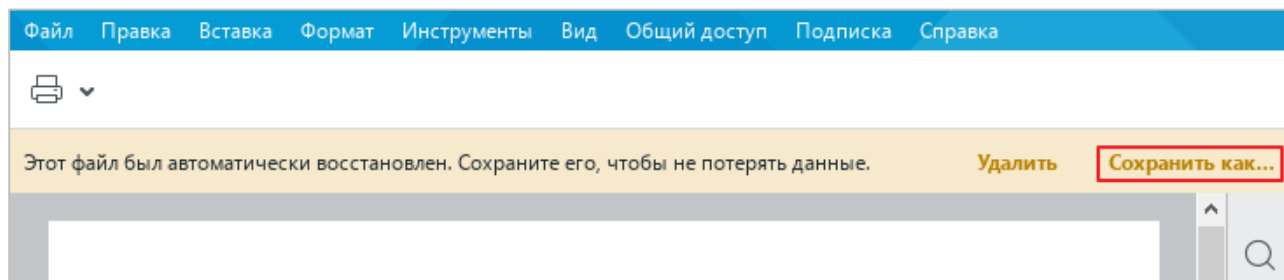 Файл Правка Вставка Формат Инструменты Вид Общий доступ Подписка Справка
Этот файл был автоматически восстановлен. Сохраните его, чтобы не потерять данные. Удалить Сохранить как...